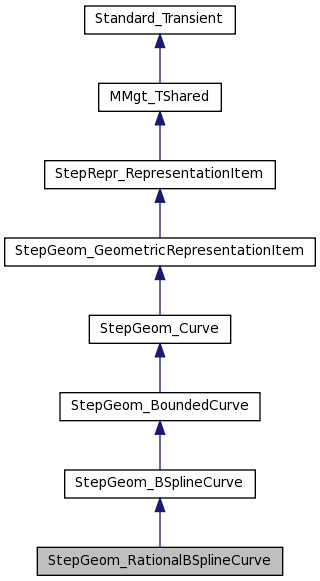 Standard_Transient
MMgt_TShared
StepRepr_RepresentationItem
StepGeom_GeometricRepresentationItem
StepGeom_Curve
StepGeom_BoundedCurve
StepGeom_BSplineCurve
StepGeom_RationalBSplineCurve